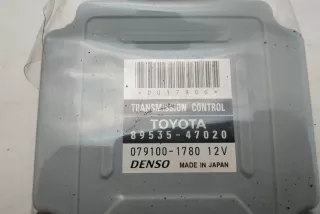 TRANSMISSION CONTROL
TOYOTA
89535-47020
079100-1780 12V
DENSO MADE IN JAPAN